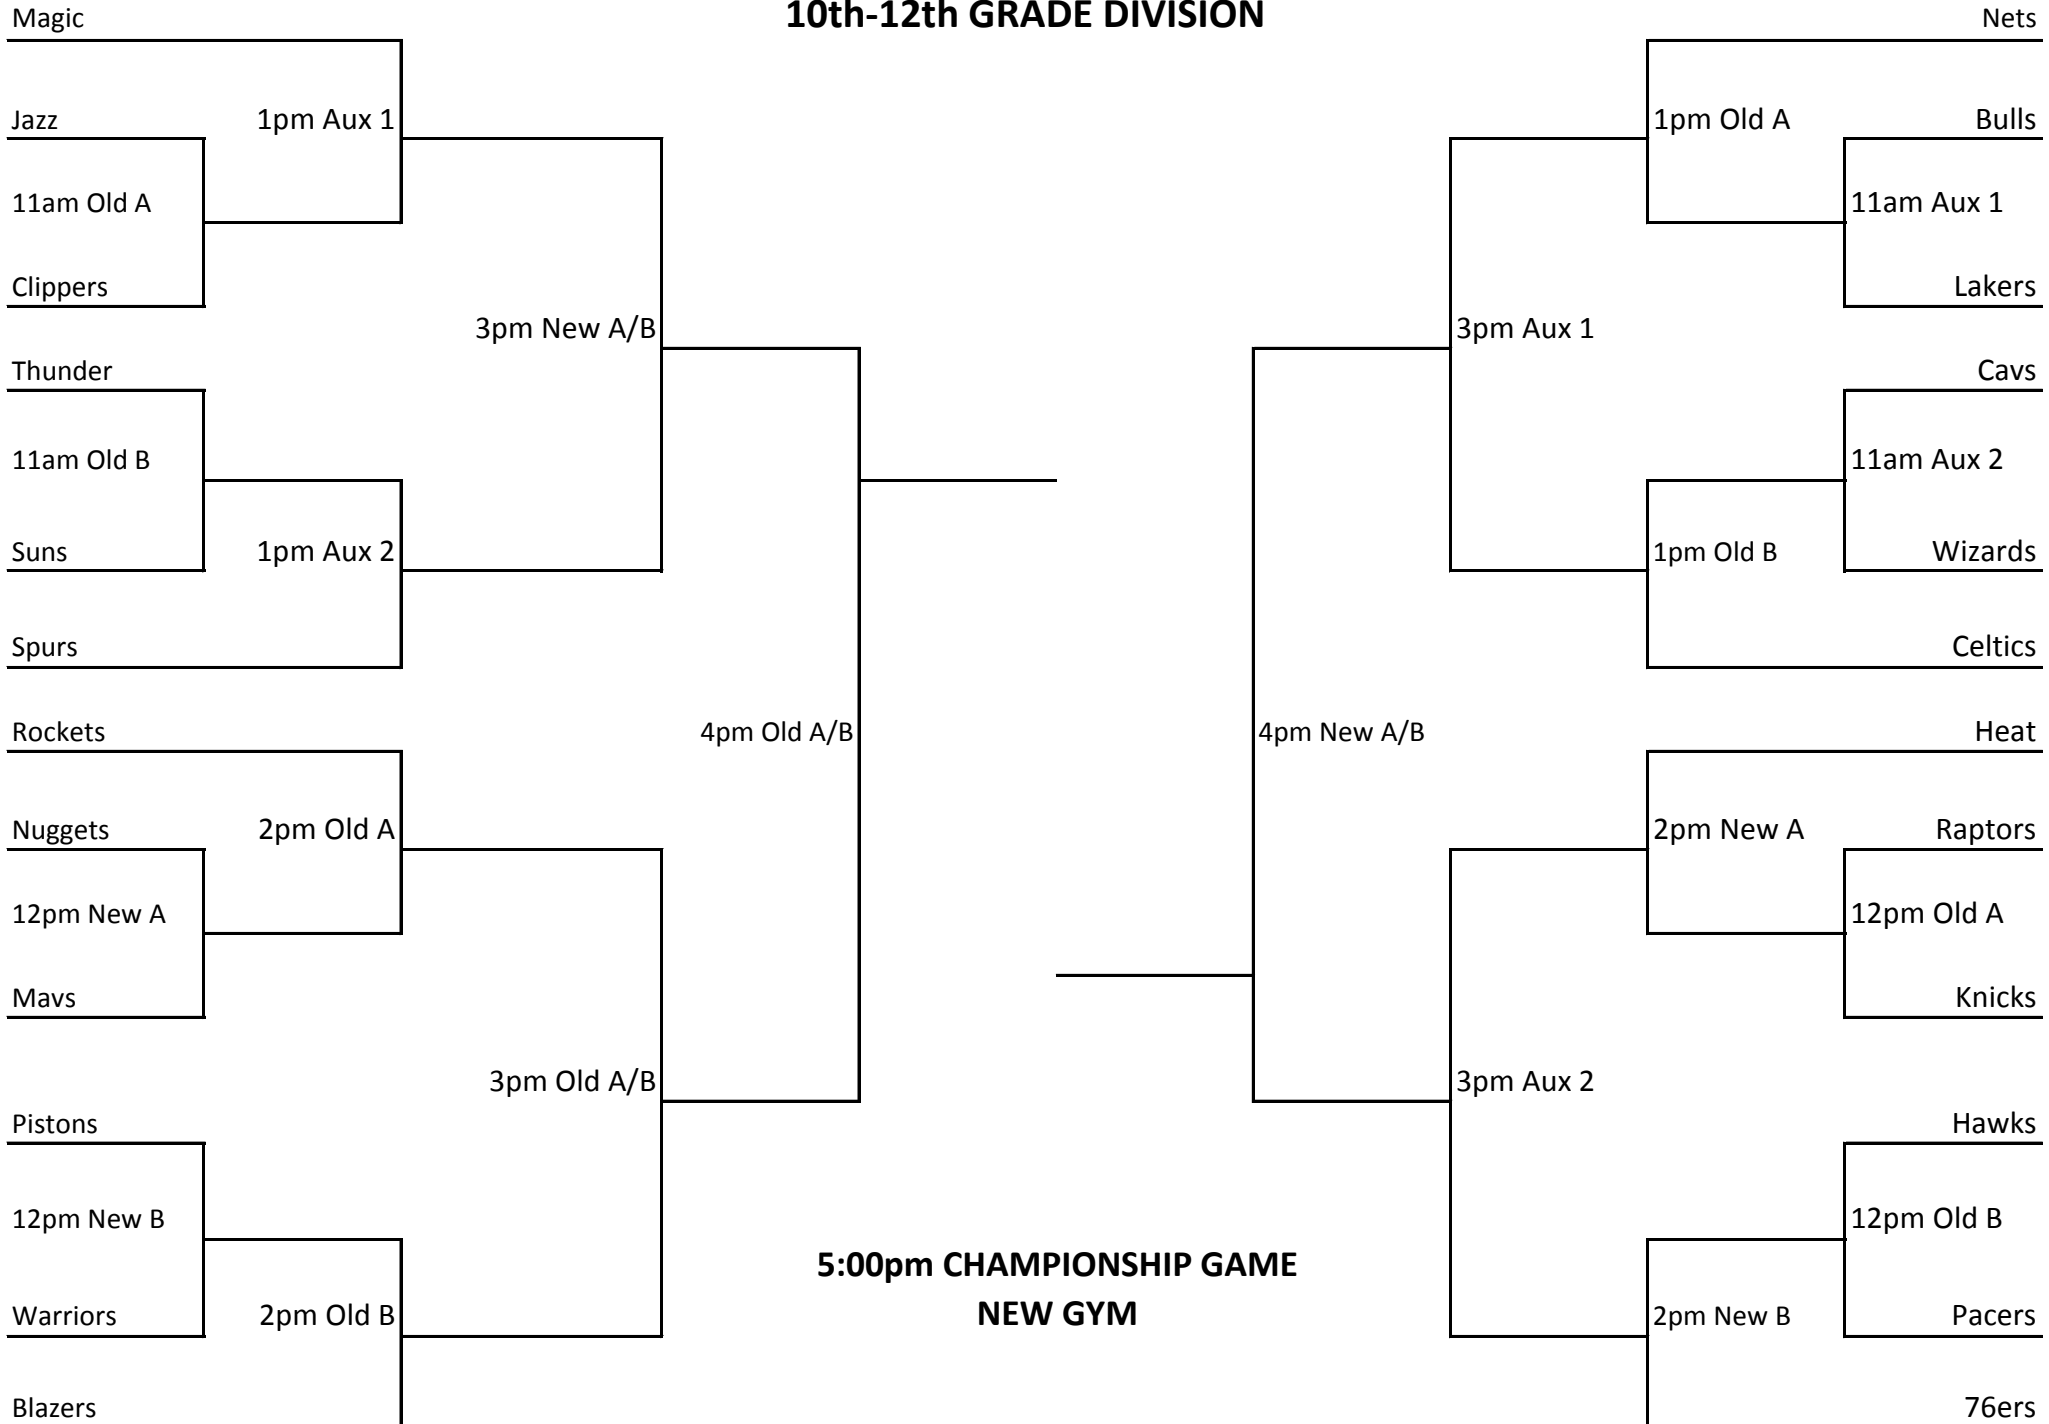 10th-12th GRADE DIVISION
Magic
Nets
Jazz
1pm Aux 1
1pm Old A
Bulls
11am Old A
11am Aux 1
Clippers
Lakers
3pm New A/B
3pm Aux 1
Thunder
Cavs
11am Old B
11am Aux 2
Suns
1pm Aux 2
1pm Old B
Wizards
Spurs
Celtics
Rockets
4pm Old A/B
4pm New A/B
Heat
Nuggets
2pm Old A
2pm New A
Raptors
12pm New A
12pm Old A
Mavs
Knicks
3pm Old A/B
3pm Aux 2
Pistons
Hawks
12pm New B
12pm Old B
5:00pm CHAMPIONSHIP GAME
NEW GYM
Warriors
2pm Old B
2pm New B
Pacers
Blazers
76ers